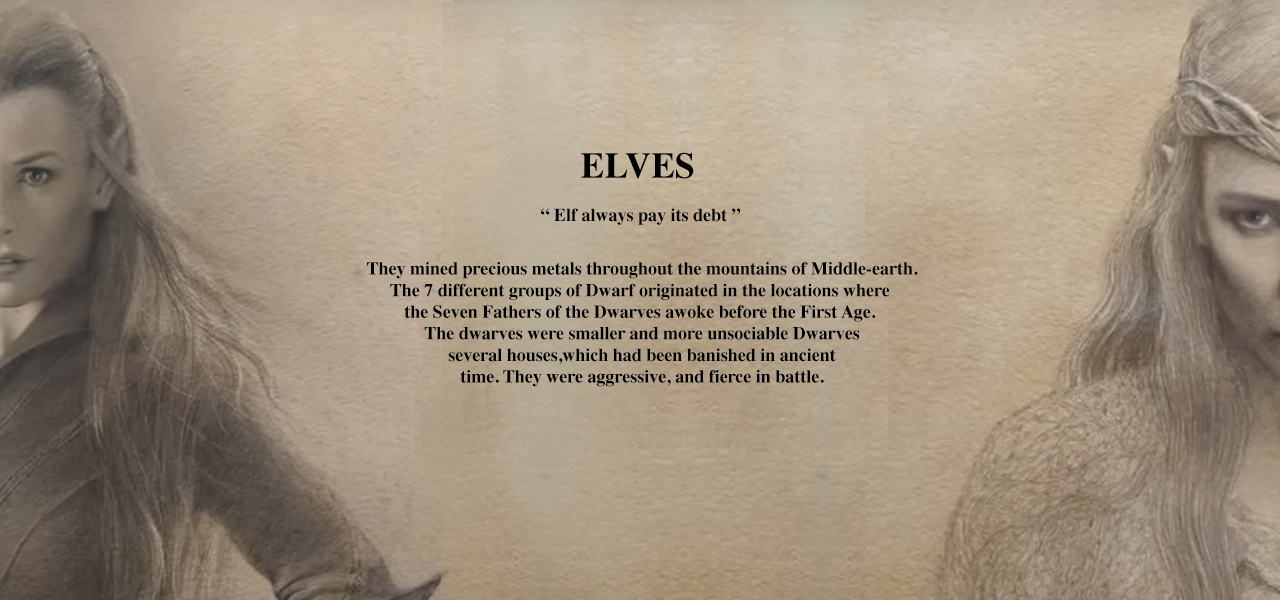 ELVES
“ Elf always pay its debt ”
They mined precious metals throughout the mountains of Middle-earth.
The 7 different groups of Dwarf originated in the locations where
the Seven Fathers of the Dwarves awoke before the First Age.
The dwarves were smaller and more unsociable Dwarves
several houses,which had been banished in ancient
time. They were aggressive, and fierce in battle.